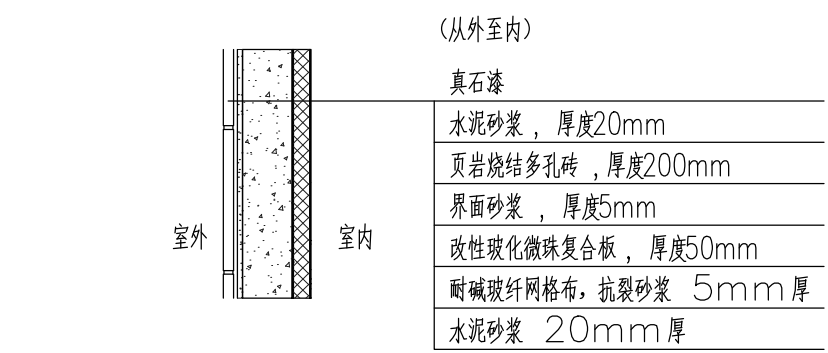 （从外至内）
真石漆
水泥砂浆 ，厚度20mm
页岩烧结多孔砖 ，厚度200mm
界面砂浆 ，厚度5mm
室外
室内
改性玻化微珠复合板 ，厚度50mm
耐碱玻纤网格布，抗裂砂浆 5mm厚
水泥砂浆 20mm厚